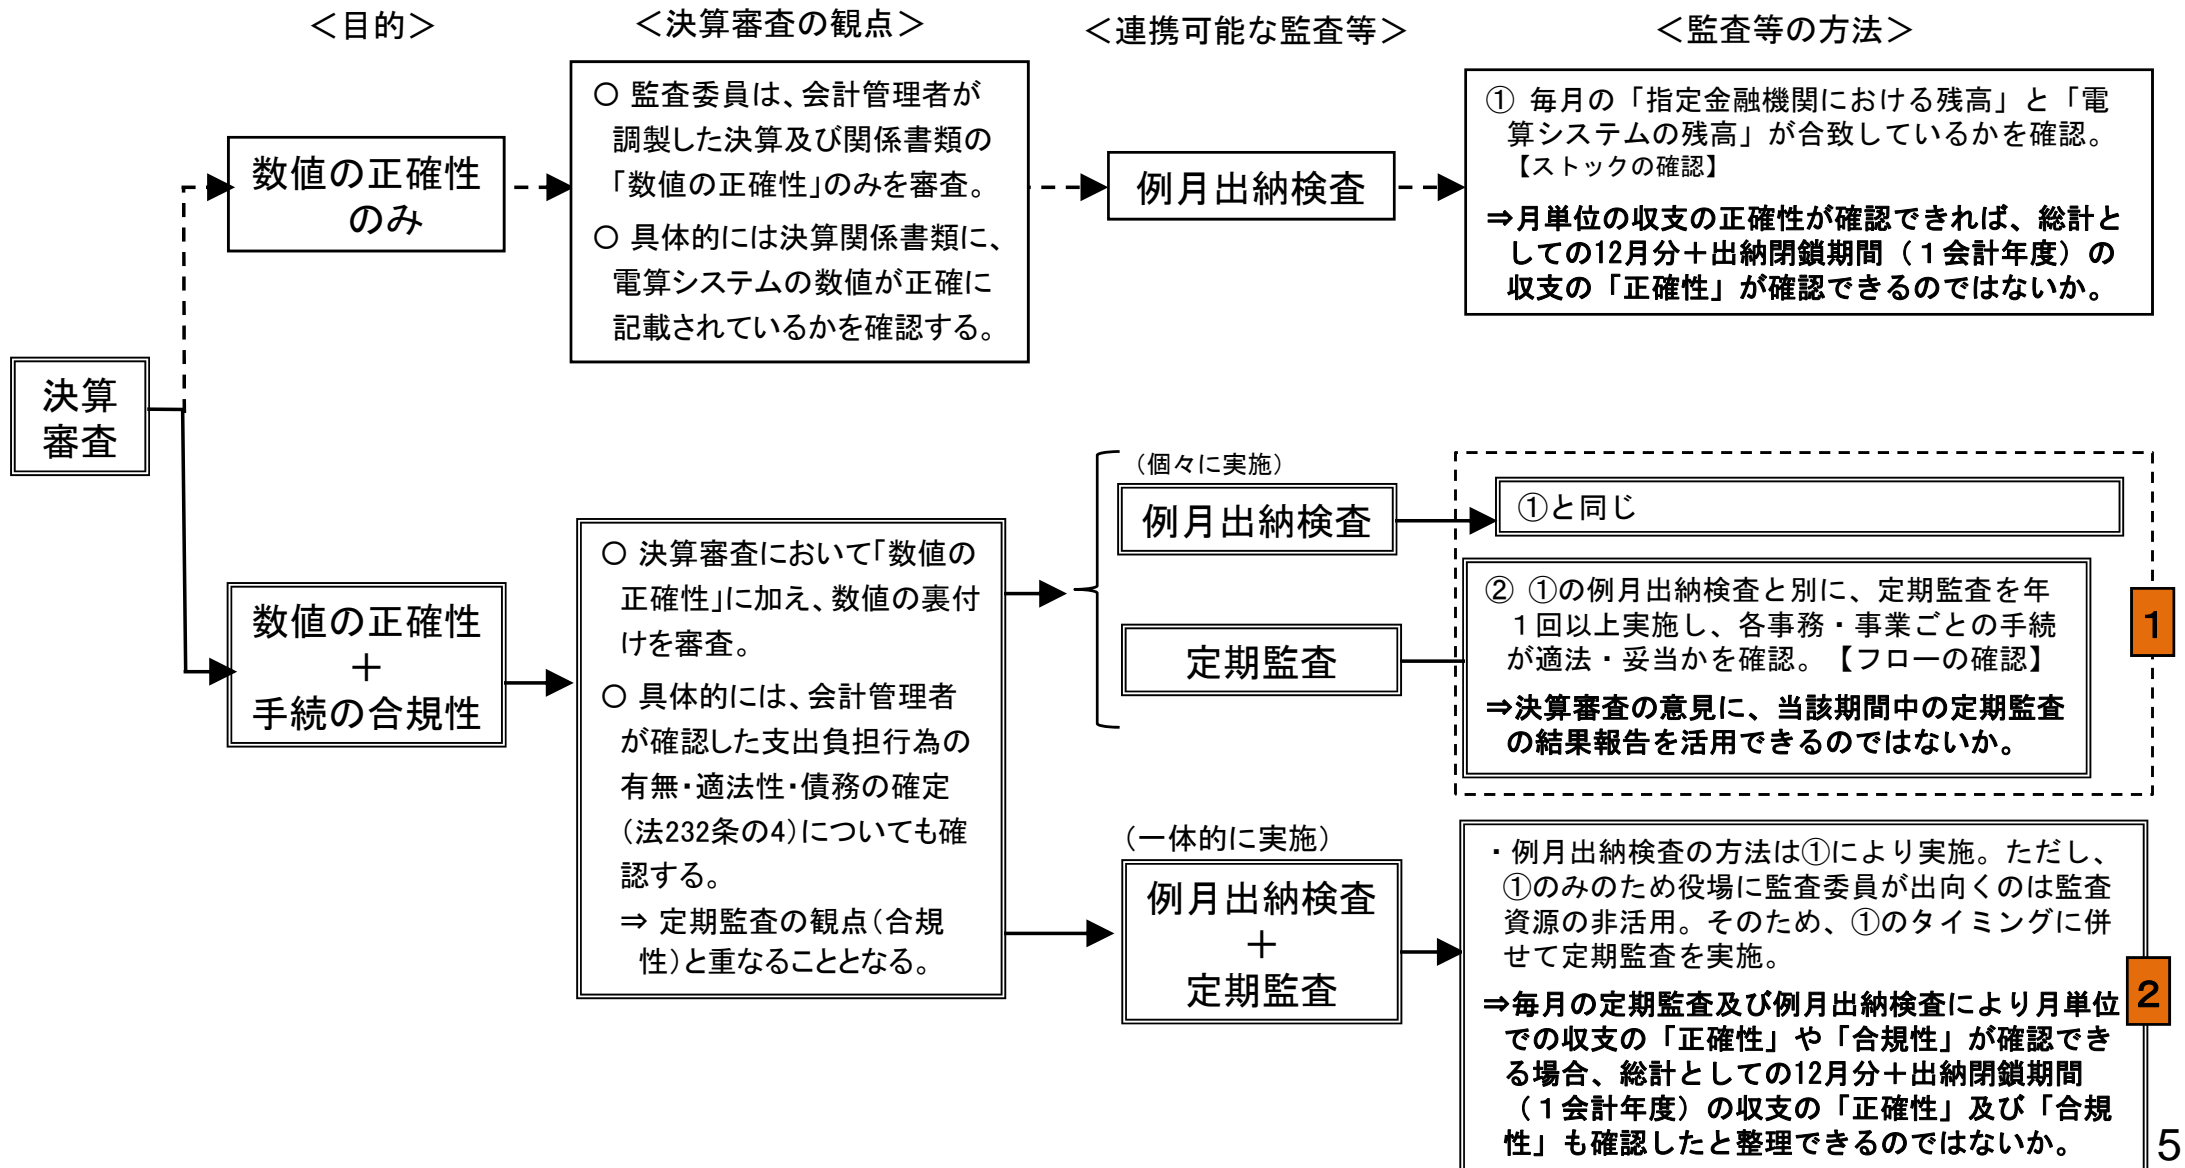 ＜目的＞
＜決算審査の観点＞
＜連携可能な監査等＞
＜監査等の方法＞
決算
審査
数値の正確性
のみ
○ 監査委員は、会計管理者が
調製した決算及び関係書類の
「数値の正確性」のみを審査。
○ 具体的には決算関係書類に、
電算システムの数値が正確に
記載されているかを確認する。
例月出納検査
① 毎月の「指定金融機関における残高」と「電
算システムの残高」が合致しているかを確認。
【ストックの確認】
⇒月単位の収支の正確性が確認できれば、総計と
しての12月分＋出納閉鎖期間（１会計年度）の
収支の「正確性」が確認できるのではないか。
数値の正確性
＋
手続の合規性
○ 決算審査において「数値の
正確性」に加え、数値の裏付
けを審査。
○ 具体的には、会計管理者
が確認した支出負担行為の
有無・適法性・債務の確定
（法232条の4）についても確
認する。
⇒ 定期監査の観点（合規
性）と重なることとなる。
（個々に実施）
例月出納検査
①と同じ
定期監査
② ①の例月出納検査と別に、定期監査を年
１回以上実施し、各事務・事業ごとの手続
が適法・妥当かを確認。【フローの確認】
⇒決算審査の意見に、当該期間中の定期監査
の結果報告を活用できるのではないか。
1
（一体的に実施）
例月出納検査
＋
定期監査
・例月出納検査の方法は①により実施。ただし、
①のみのため役場に監査委員が出向くのは監査
資源の非活用。そのため、①のタイミングに併
せて定期監査を実施。
⇒毎月の定期監査及び例月出納検査により月単位
での収支の「正確性」や「合規性」が確認でき
る場合、総計としての12月分＋出納閉鎖期間
（１会計年度）の収支の「正確性」及び「合規
性」も確認したと整理できるのではないか。
2
5